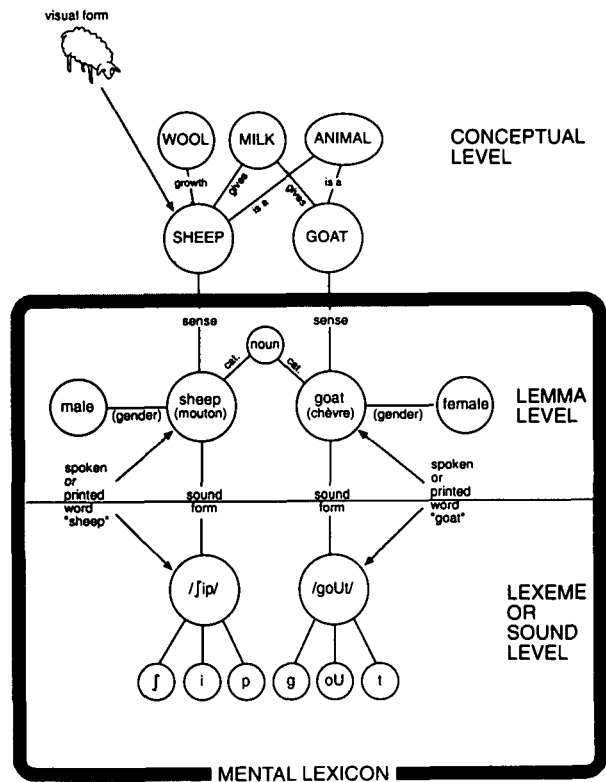 visual form
WOOL
MILK
ANIMAL
CONCEPTUAL
LEVEL
growth
gives
is a
gives
is a
SHEEP
GOAT
sense
sense
noun
cat.
cat.
male
(gender)
sheep
(mouton)
goat
(chèvre)
(gender)
female
LEMMA
LEVEL
spoken
or
printed
word
"sheep"
sound
form
sound
form
spoken
or
printed
word
"goat"
/ʃip/
/goUt/
LEXEME
OR
SOUND
LEVEL
ʃ
i
p
g
oU
t
MENTAL LEXICON